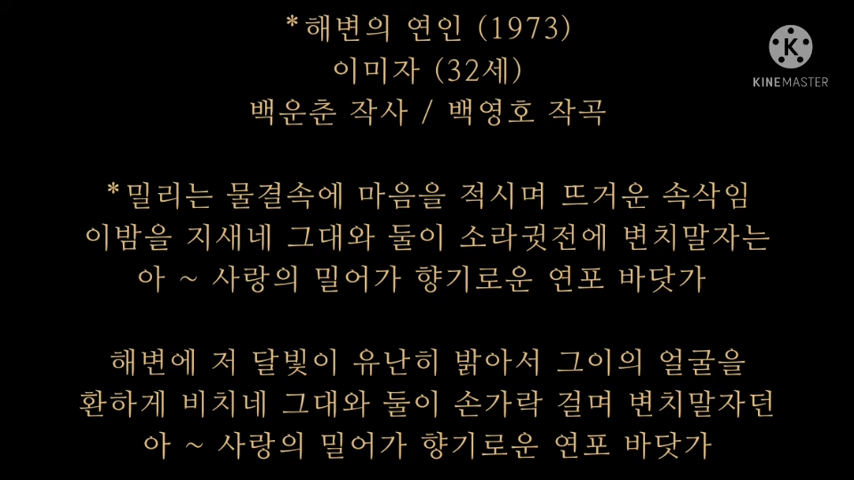 *해변의 연인 (1973)
이미자 (32세)
백운춘 작사 / 백영호 작곡
K
KINEMASTER
*밀리는 물결속에 마음을 적시며 뜨거운 속삭임
이밤을 지새네 그대와 둘이 소라귓전에 변치말자는
아 ~ 사랑의 밀어가 향기로운 연포 바닷가
해변에 저 달빛이 유난히 밝아서 그이의 얼굴을
환하게 비치네 그대와 둘이 손가락 걸며 변치말자던
아 ~ 사랑의 밀어가 향기로운 연포 바닷가